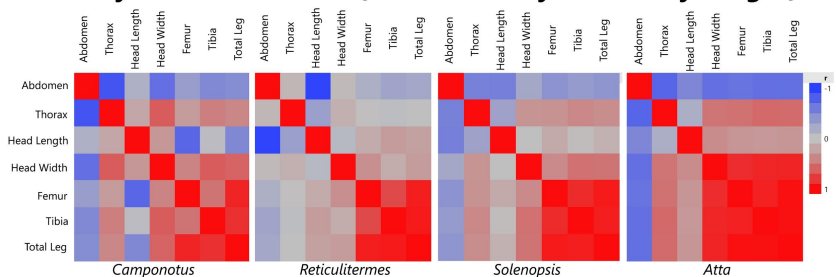 Abdomen Thorax Head Length Head Width Femur Tibia Total Leg Abdomen Thorax Head Length Head Width Femur Tibia Total Leg Abdomen Thorax Head Length Head Width Femur Tibia Total Leg Abdomen Thorax Head Length Head Width Femur Tibia Total Leg
Abdomen
Thorax
Head Length
Head Width
Femur
Tibia
Total Leg
r
-1
0
1
Camponotus Reticulitermes Solenopsis Atta